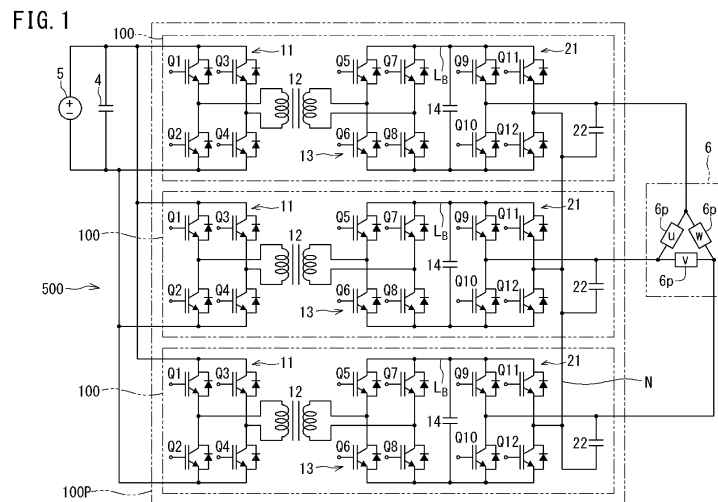 FIG. 1
100
Q1 Q3 11 Q5 Q7 Q9 Q11 21
5 4 12 LB 14 22
Q2 Q4 13 Q6 Q8 Q10 Q12
6
6p 6p
U W
V
6p
Q1 Q3 11 Q5 Q7 Q9 Q11 21
100 12 LB 14 22
500
Q2 Q4 13 Q6 Q8 Q10 Q12
Q1 Q3 11 Q5 Q7 Q9 Q11 21
100 12 LB 14 22
N
Q2 Q4 13 Q6 Q8 Q10 Q12
100P